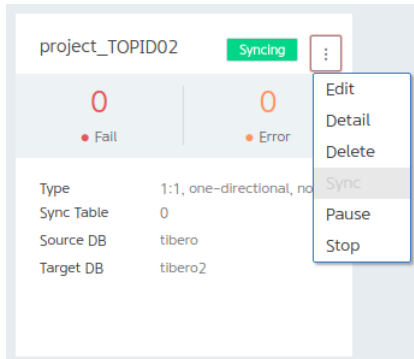 project_TOPID02 Syncing
0 0
Fail Error
Type 1:1, one-directional, no
Sync Table 0
Source DB tibero
Target DB tibero2
Edit
Detail
Delete
Sync
Pause
Stop